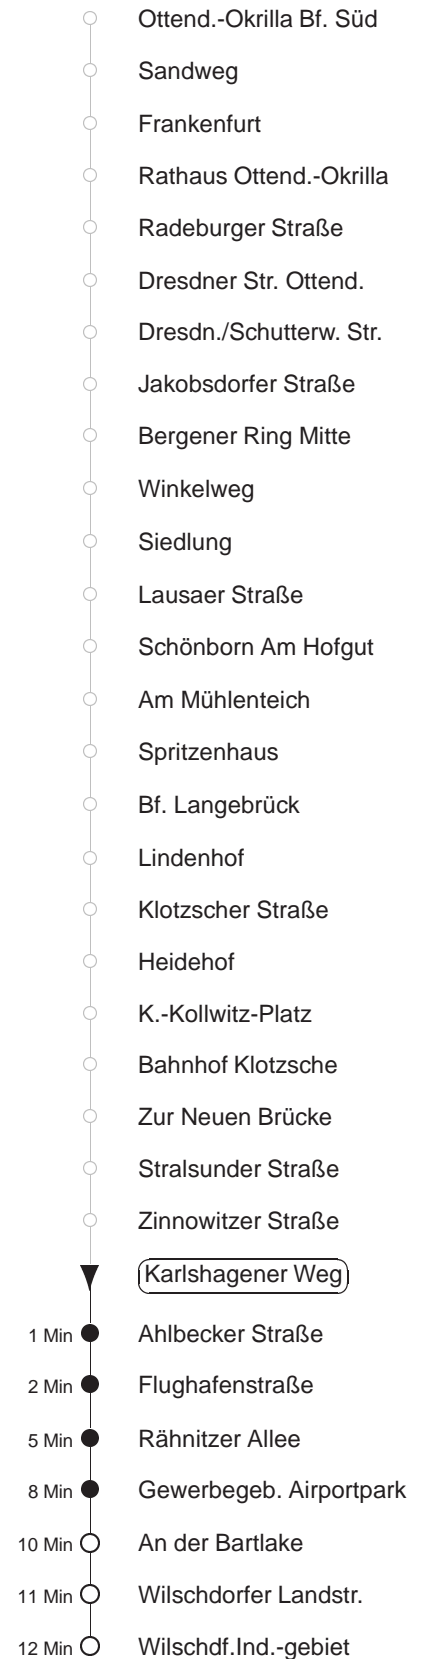 Ottend.-Okrilla Bf. Süd
Sandweg
Frankenfurt
Rathaus Ottend.-Okrilla
Radeburger Straße
Dresdner Str. Ottend.
Dresdn./Schutterw. Str.
Jakobsdorfer Straße
Bergener Ring Mitte
Winkelweg
Siedlung
Lausaer Straße
Schönborn Am Hofgut
Am Mühlenteich
Spritzenhaus
Bf. Langebrück
Lindenhof
Klotzscher Straße
Heidehof
K.-Kollwitz-Platz
Bahnhof Klotzsche
Zur Neuen Brücke
Stralsunder Straße
Zinnowitzer Straße
Karlshagener Weg
1 Min Ahlbecker Straße
2 Min Flughafenstraße
5 Min Rähnitzer Allee
8 Min Gewerbegeb. Airportpark
10 Min An der Bartlake
11 Min Wilschdorfer Landstr.
12 Min Wilschdf.Ind.-gebiet